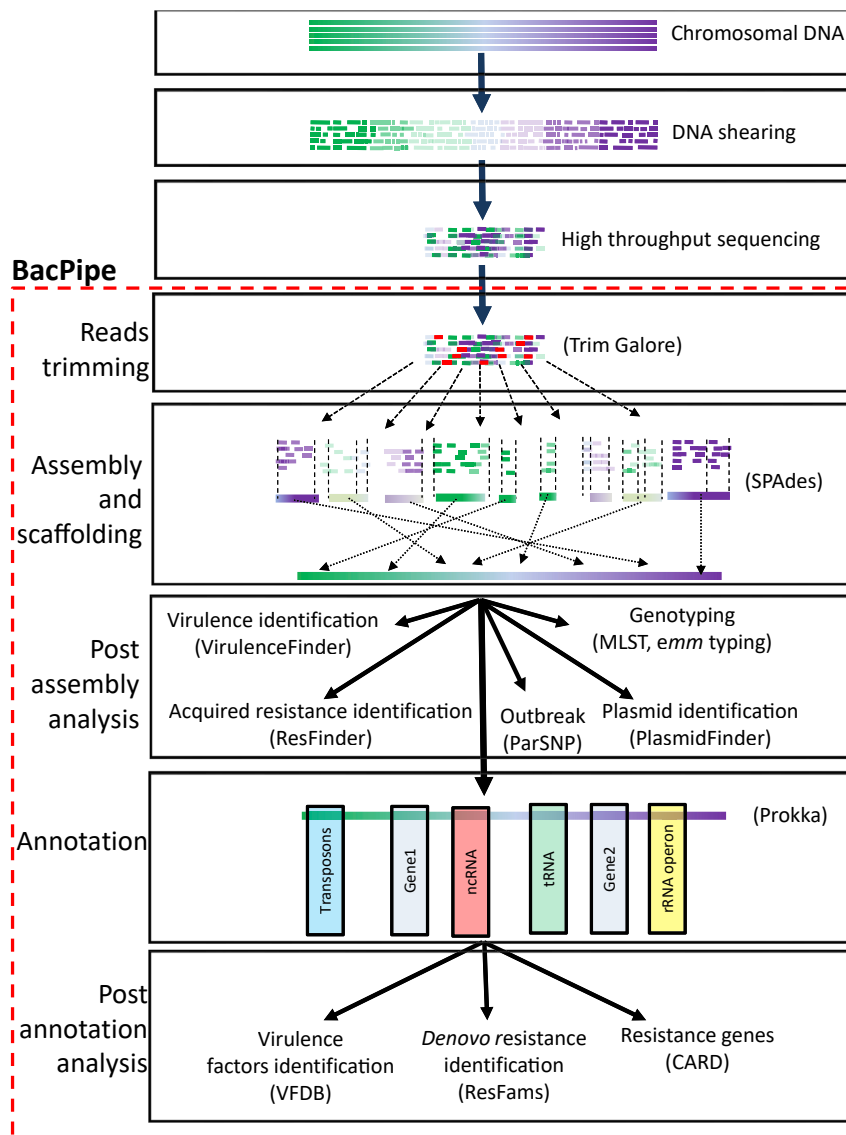 Chromosomal DNA
DNA shearing
High throughput sequencing
BacPipe
Reads
trimming
(Trim Galore)
Assembly
and
scaffolding
(SPAdes)
Post
assembly
analysis
Virulence identification
(VirulenceFinder)
Genotyping
(MLST, emm typing)
Acquired resistance identification
(ResFinder)
Outbreak
(ParSNP)
Plasmid identification
(PlasmidFinder)
Annotation
(Prokka)
Transposons
Gene1
ncRNA
tRNA
Gene2
rRNA operon
Post
annotation
analysis
Virulence
factors identification
(VFDB)
Denovo resistance
identification
(ResFams)
Resistance genes
(CARD)